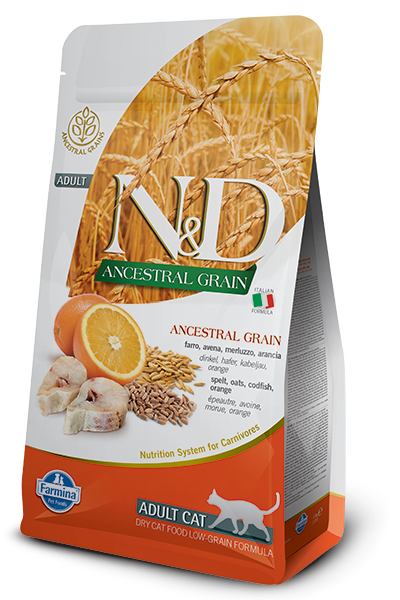 ANCESTRAL GRAINS
ADULT
N&D
ANCESTRAL GRAIN
ITALIAN
FORMULA
ANCESTRAL GRAIN
farro, avena, merluzzo, arancia
dinkel, hafer, kabeljau,
orange
spelt, oats, codfish,
orange
épeautre, avoine,
morue, orange
Nutrition System for Carnivores
Farmina
Pet Foods
ADULT CAT
DRY CAT FOOD LOW-GRAIN FORMULA